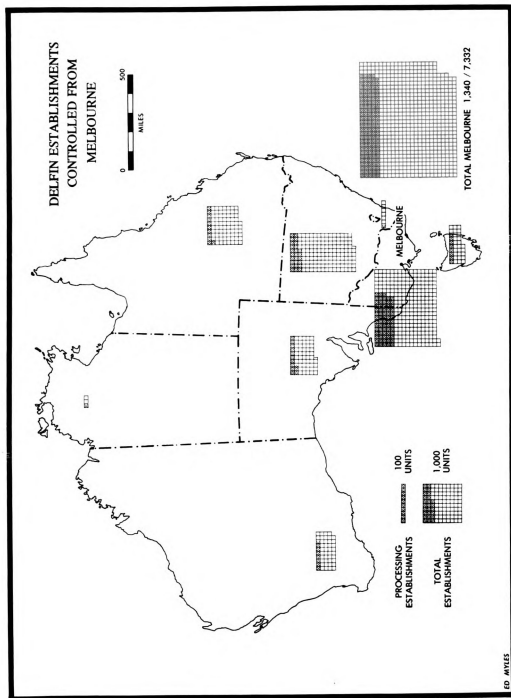 DELFIN ESTABLISHMENTS
CONTROLLED FROM
MELBOURNE
0
500
MILES
MELBOURNE
TOTAL MELBOURNE 1,340 / 7,332
PROCESSING
ESTABLISHMENTS
100
UNITS
TOTAL
ESTABLISHMENTS
1,000
UNITS
ED MYLES